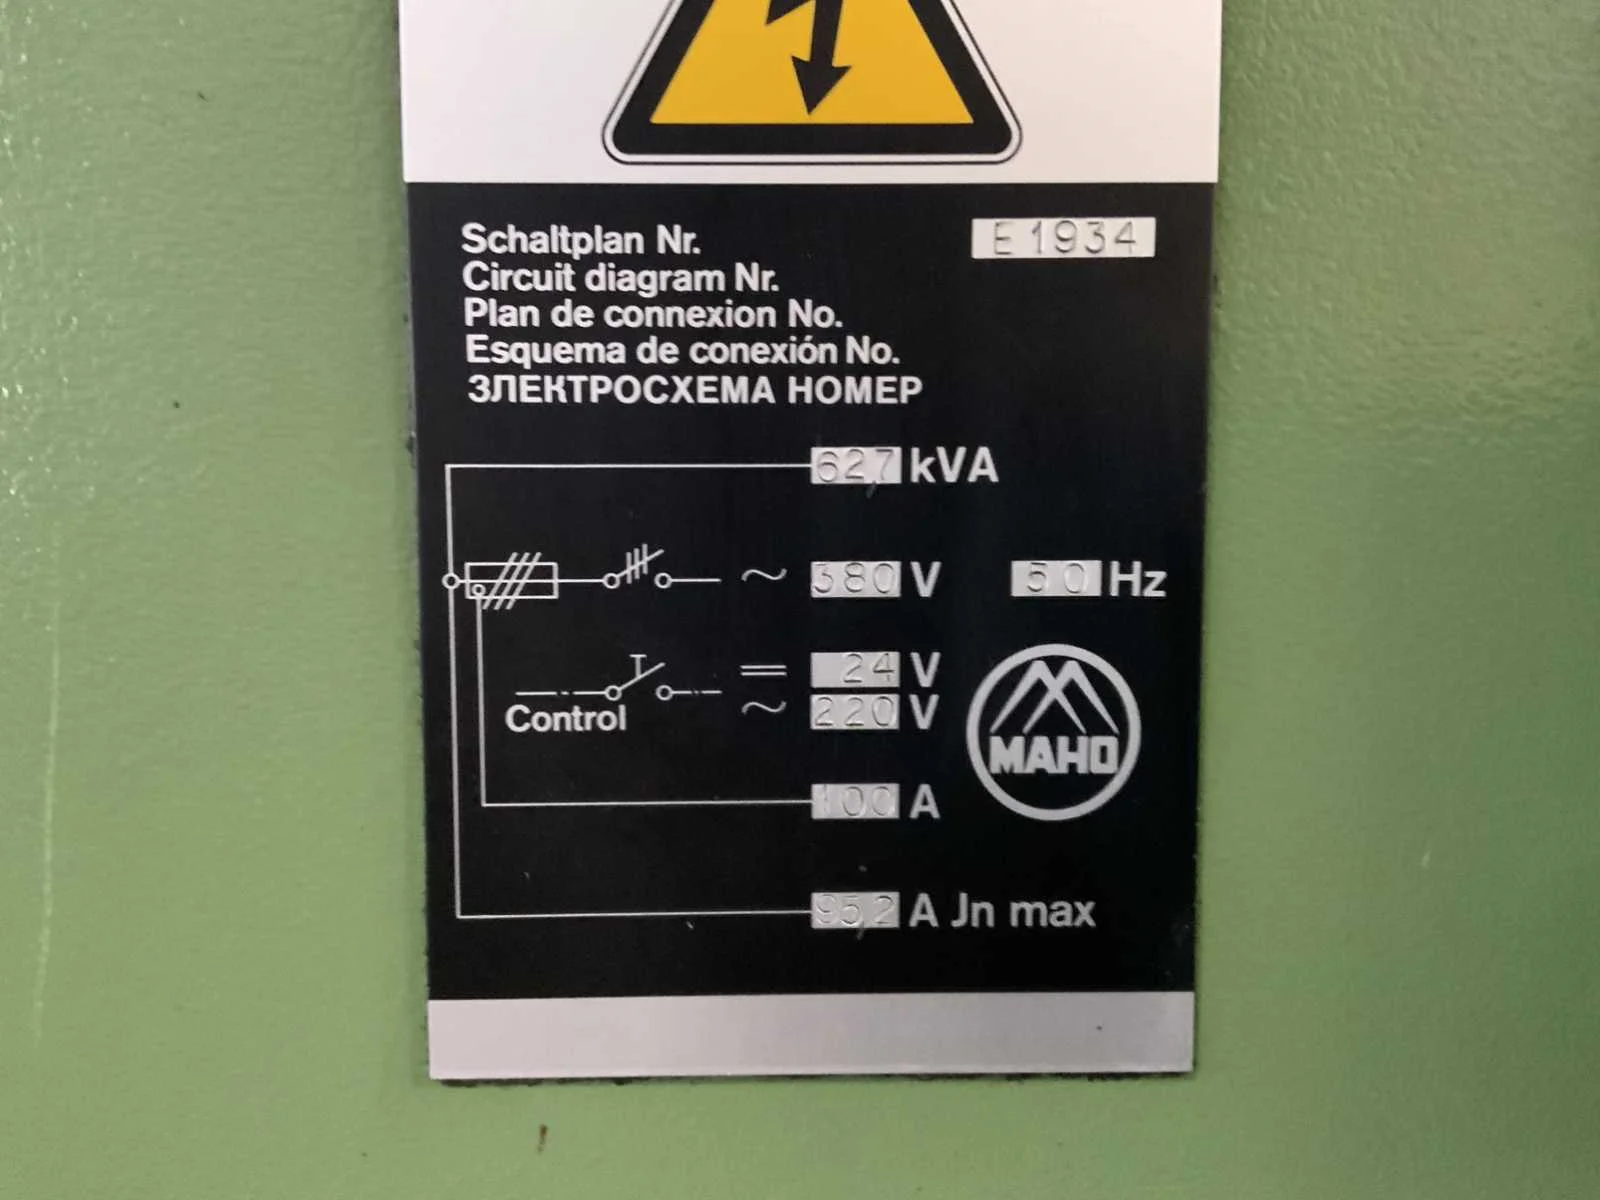 Schaltplan Nr. E 1934
Circuit diagram Nr.
Plan de connexion No.
Esquema de conexión No.
ЗЛЕКТРОСХЕМА НОМЕР
62,7 kVA
~ 380 V 50 Hz
= 24 V
~ 220 V
Control
MAHO
100 A
95,2 A Jn max